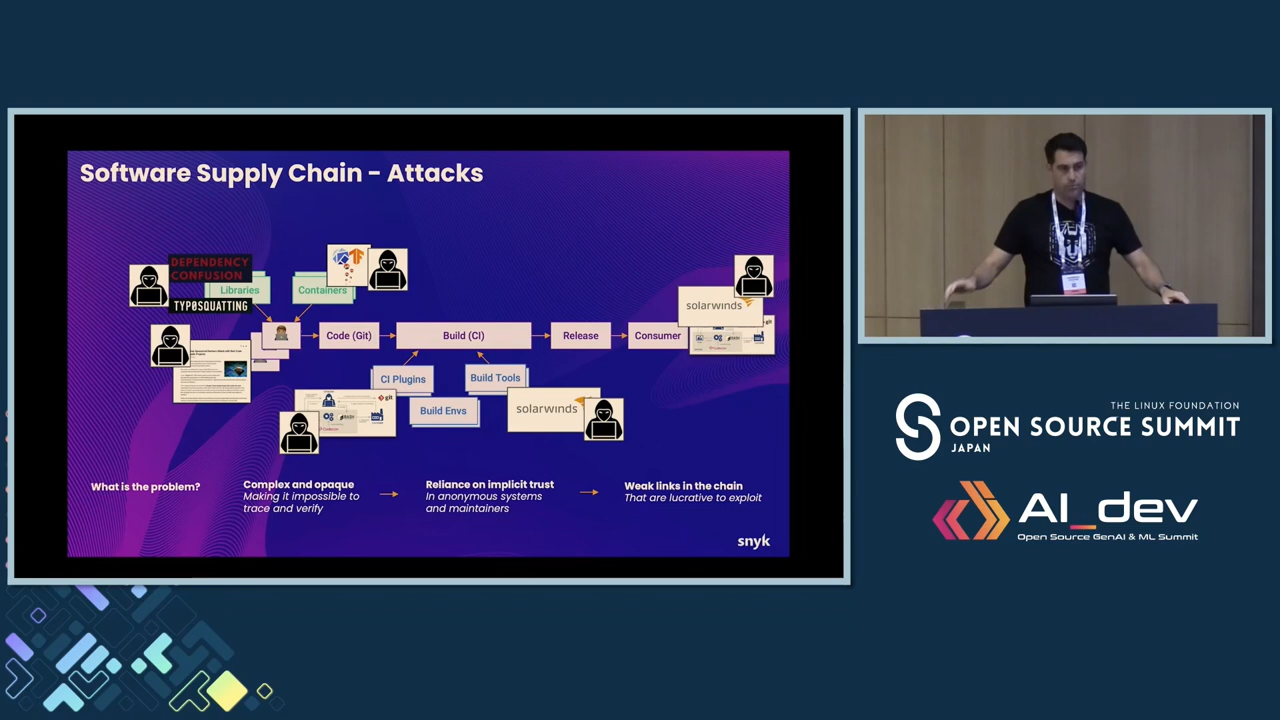 Software Supply Chain - Attacks
DEPENDENCY
CONFUSION
Libraries
TYP0SQUATTING
Containers
Code (Git)
Build (CI)
Release
Consumer
solarwinds
git
CI Plugins
Build Tools
Build Envs
git
solarwinds
What is the problem?
Complex and opaque
Making it impossible to
trace and verify
Reliance on implicit trust
In anonymous systems
and maintainers
Weak links in the chain
That are lucrative to exploit
snyk
THE LINUX FOUNDATION
OPEN SOURCE SUMMIT
JAPAN
AI_dev
Open Source GenAI & ML Summit